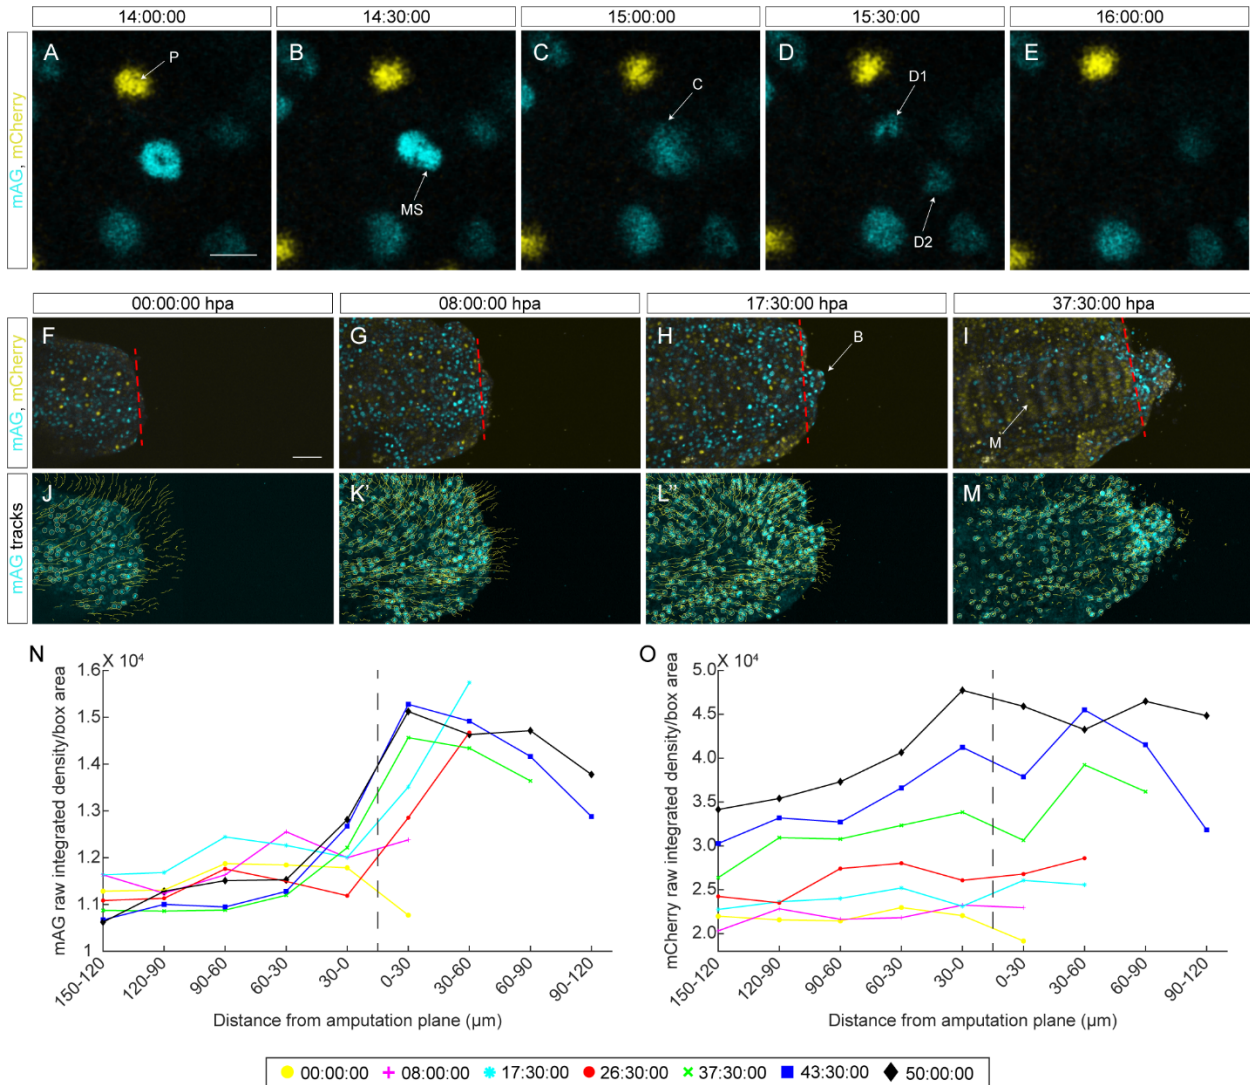 14:00:00 14:30:00 15:00:00 15:30:00 16:00:00
mAG, mCherry
A P B MS C C D D1 D2 E
00:00:00 hpa 08:00:00 hpa 17:30:00 hpa 37:30:00 hpa
mAG, mCherry
F G H B I M
mAG tracks
J K' L" M
N
X 10⁴
mAG raw integrated density/box area
1.6
1.5
1.4
1.3
1.2
1.1
1
150-120 120-90 90-60 60-30 30-0 0-30 30-60 60-90 90-120
Distance from amputation plane (µm)
O
X 10⁴
mCherry raw integrated density/box area
5.0
4.5
4.0
3.5
3.0
2.5
2.0
150-120 120-90 90-60 60-30 30-0 0-30 30-60 60-90 90-120
Distance from amputation plane (µm)
00:00:00 08:00:00 17:30:00 26:30:00 37:30:00 43:30:00 50:00:00